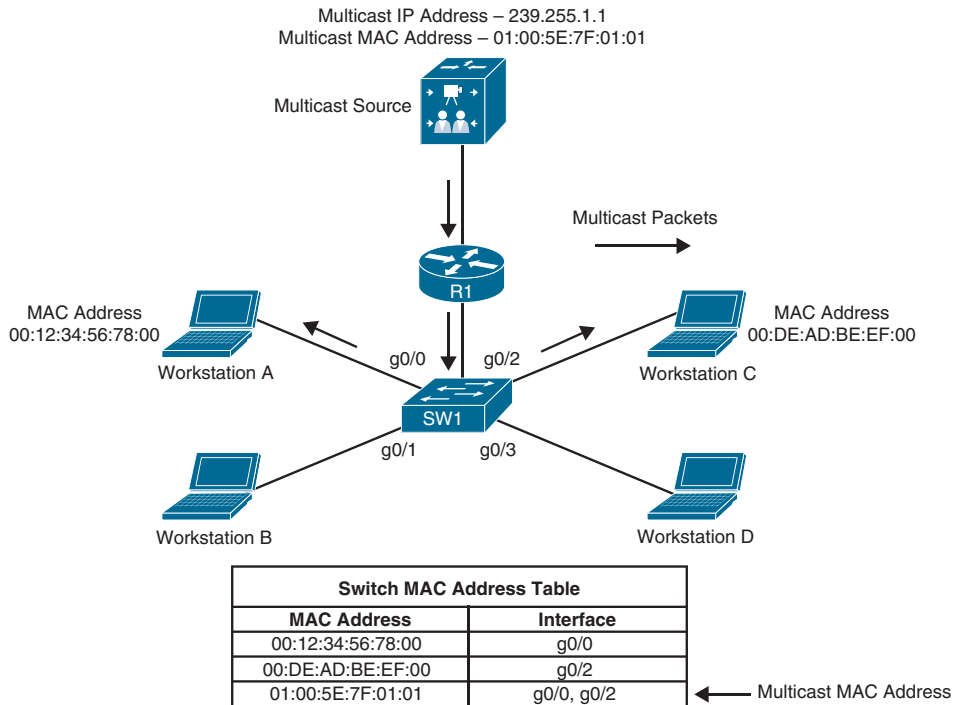 Multicast IP Address – 239.255.1.1
Multicast MAC Address – 01:00:5E:7F:01:01
Multicast Source
Multicast Packets
R1
MAC Address
00:12:34:56:78:00
MAC Address
00:DE:AD:BE:EF:00
g0/0
g0/2
Workstation A
Workstation C
SW1
g0/1
g0/3
Workstation B
Workstation D
Switch MAC Address Table
MAC Address Interface
00:12:34:56:78:00 g0/0
00:DE:AD:BE:EF:00 g0/2
01:00:5E:7F:01:01 g0/0, g0/2
Multicast MAC Address